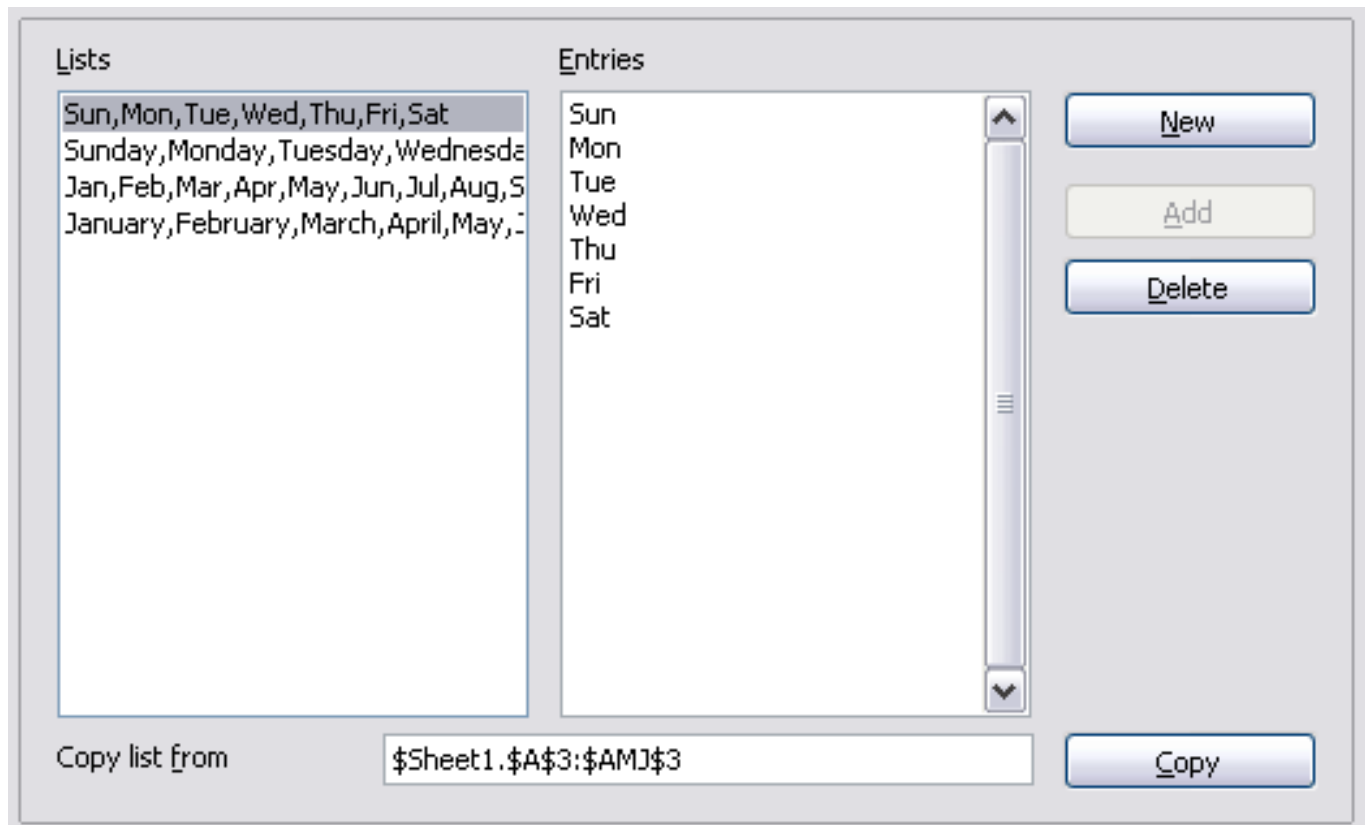 Lists
Sun,Mon,Tue,Wed,Thu,Fri,Sat
Sunday,Monday,Tuesday,Wednesda
Jan,Feb,Mar,Apr,May,Jun,Jul,Aug,S
January,February,March,April,May,J
Entries
Sun
Mon
Tue
Wed
Thu
Fri
Sat
New
Add
Delete
Copy list from
$Sheet1.$A$3:$AMJ$3
Copy